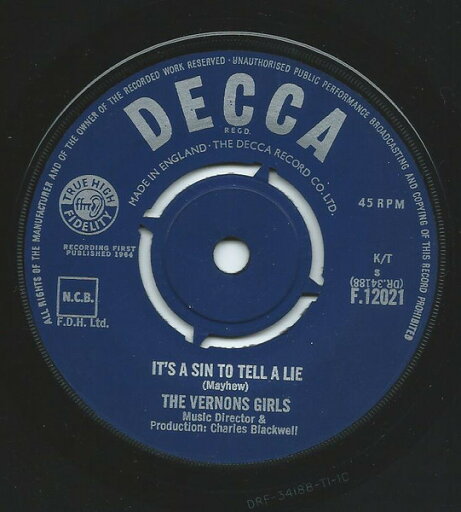 ALL RIGHTS OF THE MANUFACTURER AND OF THE OWNER OF THE RECORDED WORK RESERVED · UNAUTHORISED PUBLIC PERFORMANCE BROADCASTING AND COPYING OF THIS RECORD PROHIBITED
DECCA
REGD.
MADE IN ENGLAND · THE DECCA RECORD CO. LTD.
TRUE HIGH
ffrr
FIDELITY
45 RPM
RECORDING FIRST
PUBLISHED 1964
K/T
s
(DR.34188)
F.12021
N.C.B.
F.D.H. Ltd.
IT'S A SIN TO TELL A LIE
(Mayhew)
THE VERNONS GIRLS
Music Director &
Production: Charles Blackwell
DRF-34188-T1-1C